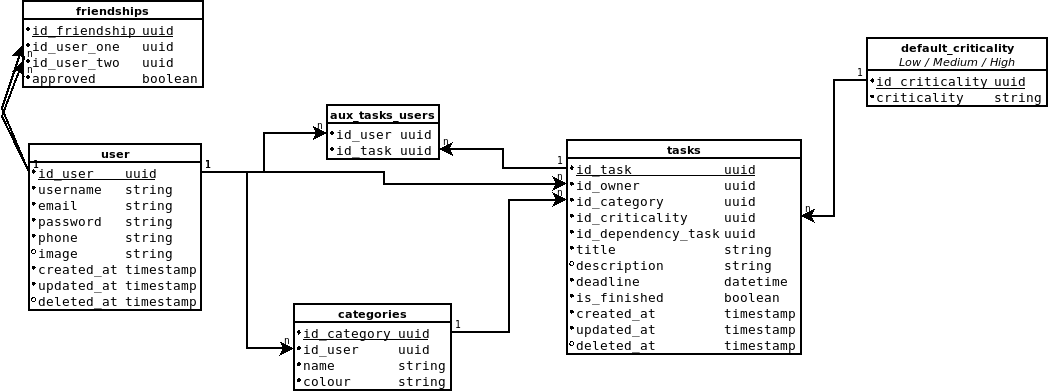 friendships
id_friendship uuid
id_user_one uuid
id_user_two uuid
approved boolean
n
n
default_criticality
Low / Medium / High
id_criticality uuid
criticality string
1
aux_tasks_users
id_user uuid
id_task uuid
n
n
user
id_user uuid
username string
email string
password string
phone string
image string
created_at timestamp
updated_at timestamp
deleted_at timestamp
1
1
tasks
id_task uuid
id_owner uuid
id_category uuid
id_criticality uuid
id_dependency_task uuid
title string
description string
deadline datetime
is_finished boolean
created_at timestamp
updated_at timestamp
deleted_at timestamp
1
n
n
n
categories
id_category uuid
id_user uuid
name string
colour string
n
1